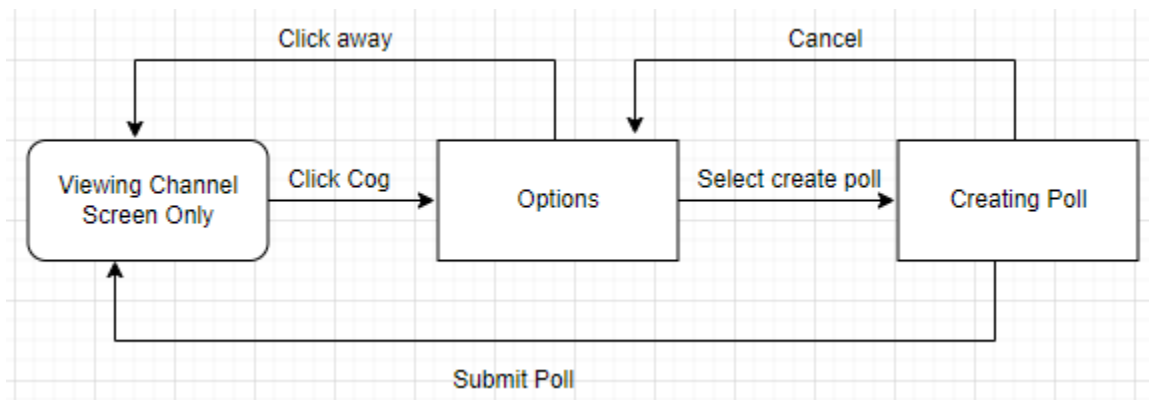 Click away
Cancel
Viewing Channel
Screen Only
Click Cog
Options
Select create poll
Creating Poll
Submit Poll